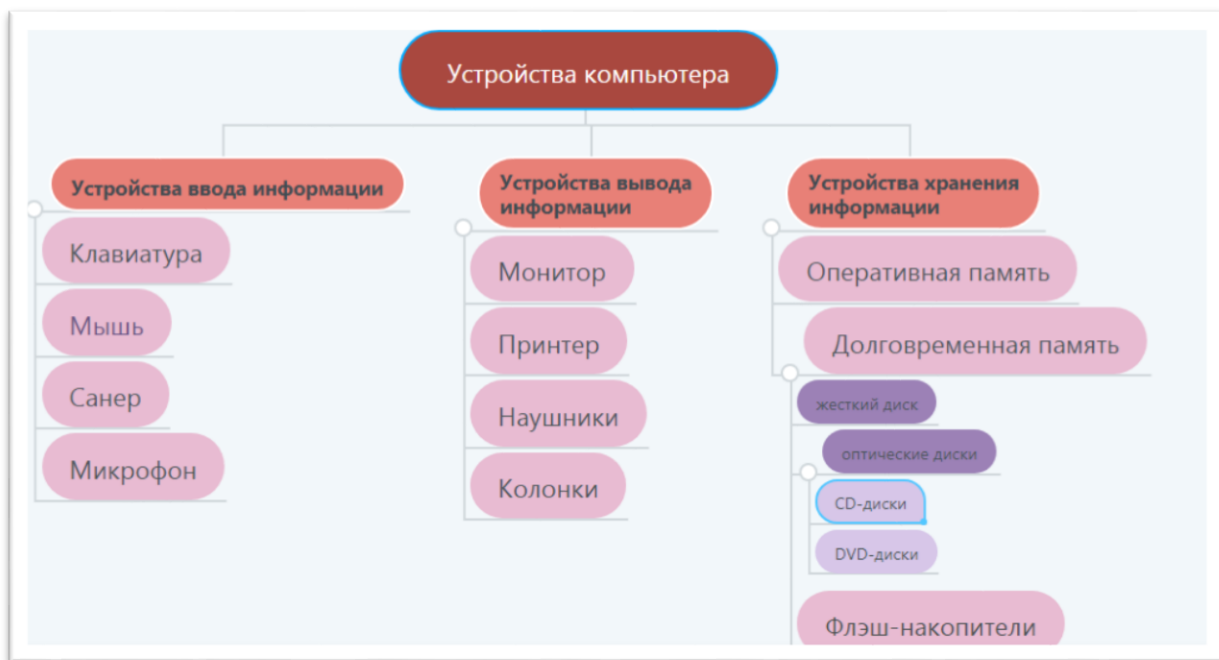 Устройства компьютера
Устройства ввода информации
Клавиатура
Мышь
Санер
Микрофон
Устройства вывода
информации
Монитор
Принтер
Наушники
Колонки
Устройства хранения
информации
Оперативная память
Долговременная память
жесткий диск
оптические диски
CD-диски
DVD-диски
Флэш-накопители